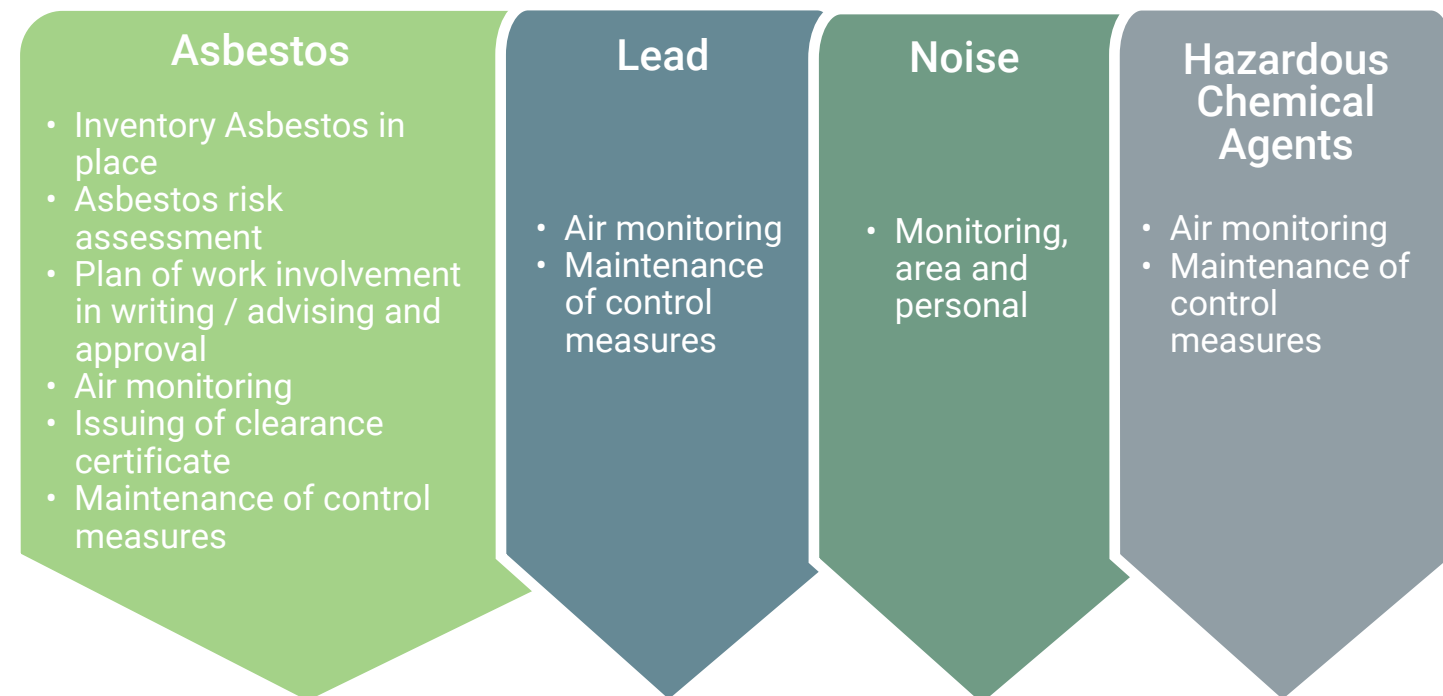 Asbestos
• Inventory Asbestos in
place
• Asbestos risk
assessment
• Plan of work involvement
in writing / advising and
approval
• Air monitoring
• Issuing of clearance
certificate
• Maintenance of control
measures
Lead
• Air monitoring
• Maintenance
of control
measures
Noise
• Monitoring,
area and
personal
Hazardous
Chemical
Agents
• Air monitoring
• Maintenance of
control
measures